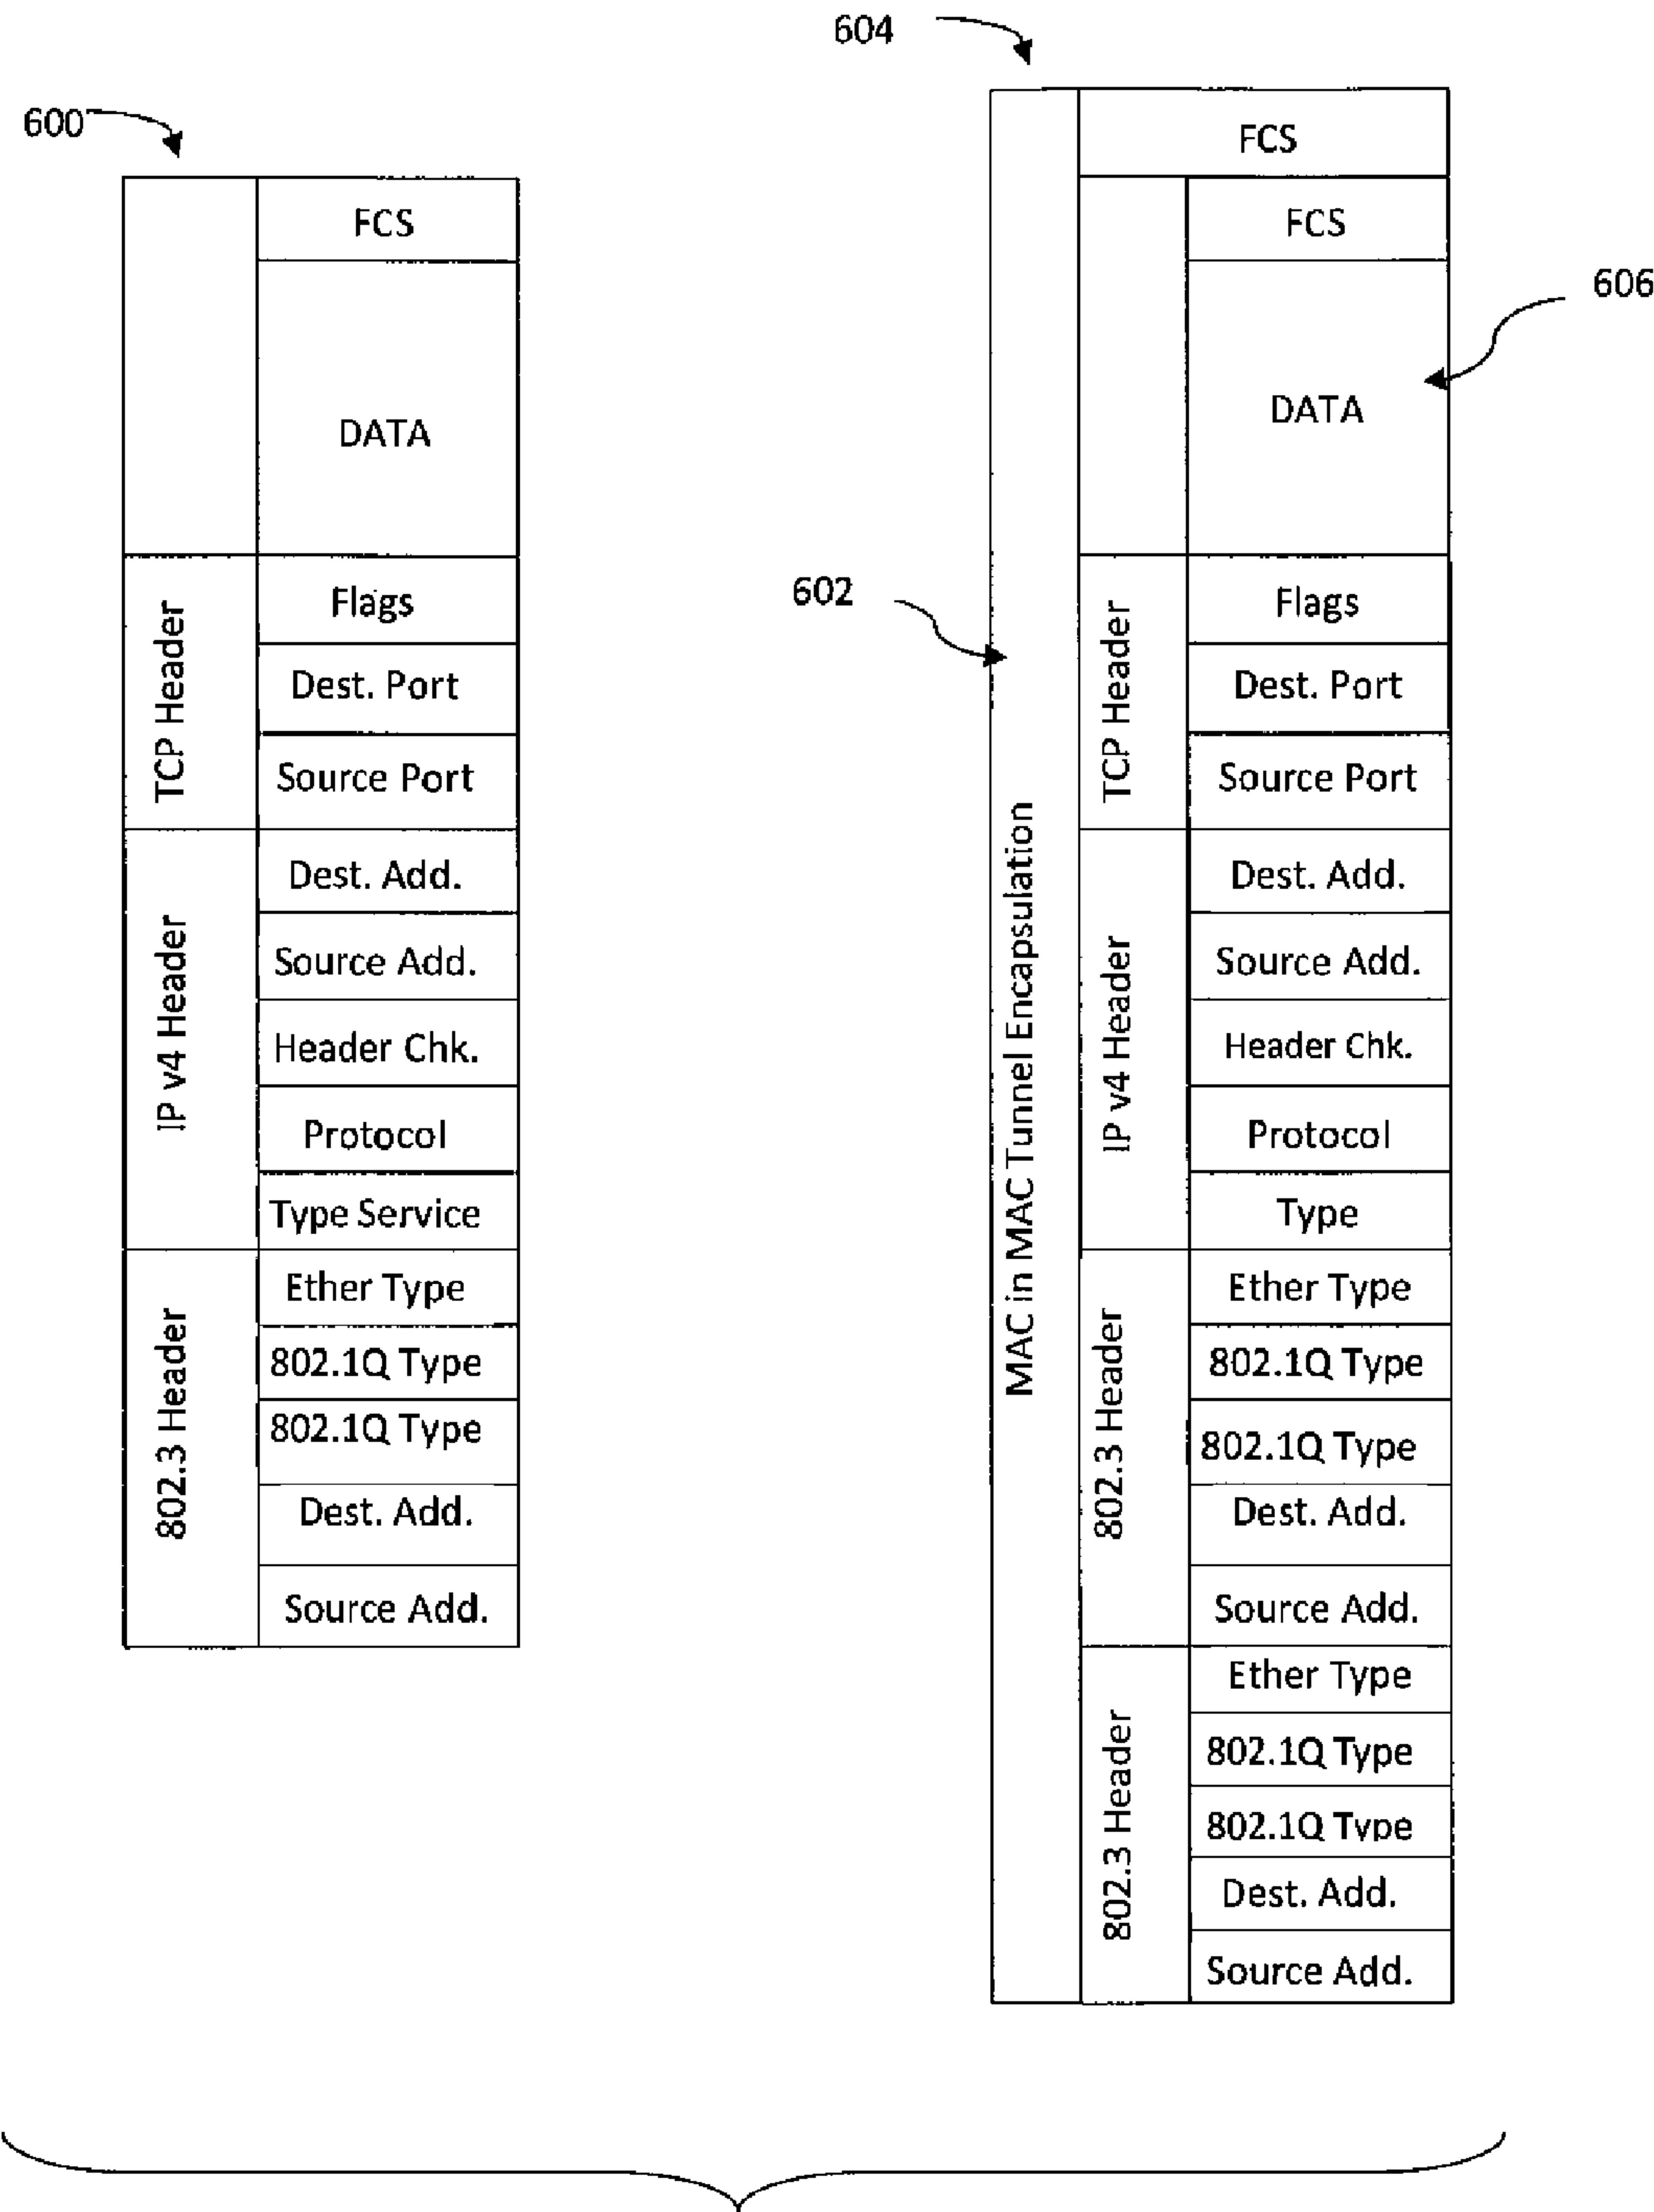 600
FCS
DATA
TCP Header
Flags
Dest. Port
Source Port
IP v4 Header
Dest. Add.
Source Add.
Header Chk.
Protocol
Type Service
802.3 Header
Ether Type
802.1Q Type
802.1Q Type
Dest. Add.
Source Add.
604
602
606
MAC in MAC Tunnel Encapsulation
FCS
FCS
DATA
TCP Header
Flags
Dest. Port
Source Port
IP v4 Header
Dest. Add.
Source Add.
Header Chk.
Protocol
Type
802.3 Header
Ether Type
802.1Q Type
802.1Q Type
Dest. Add.
Source Add.
802.3 Header
Ether Type
802.1Q Type
802.1Q Type
Dest. Add.
Source Add.